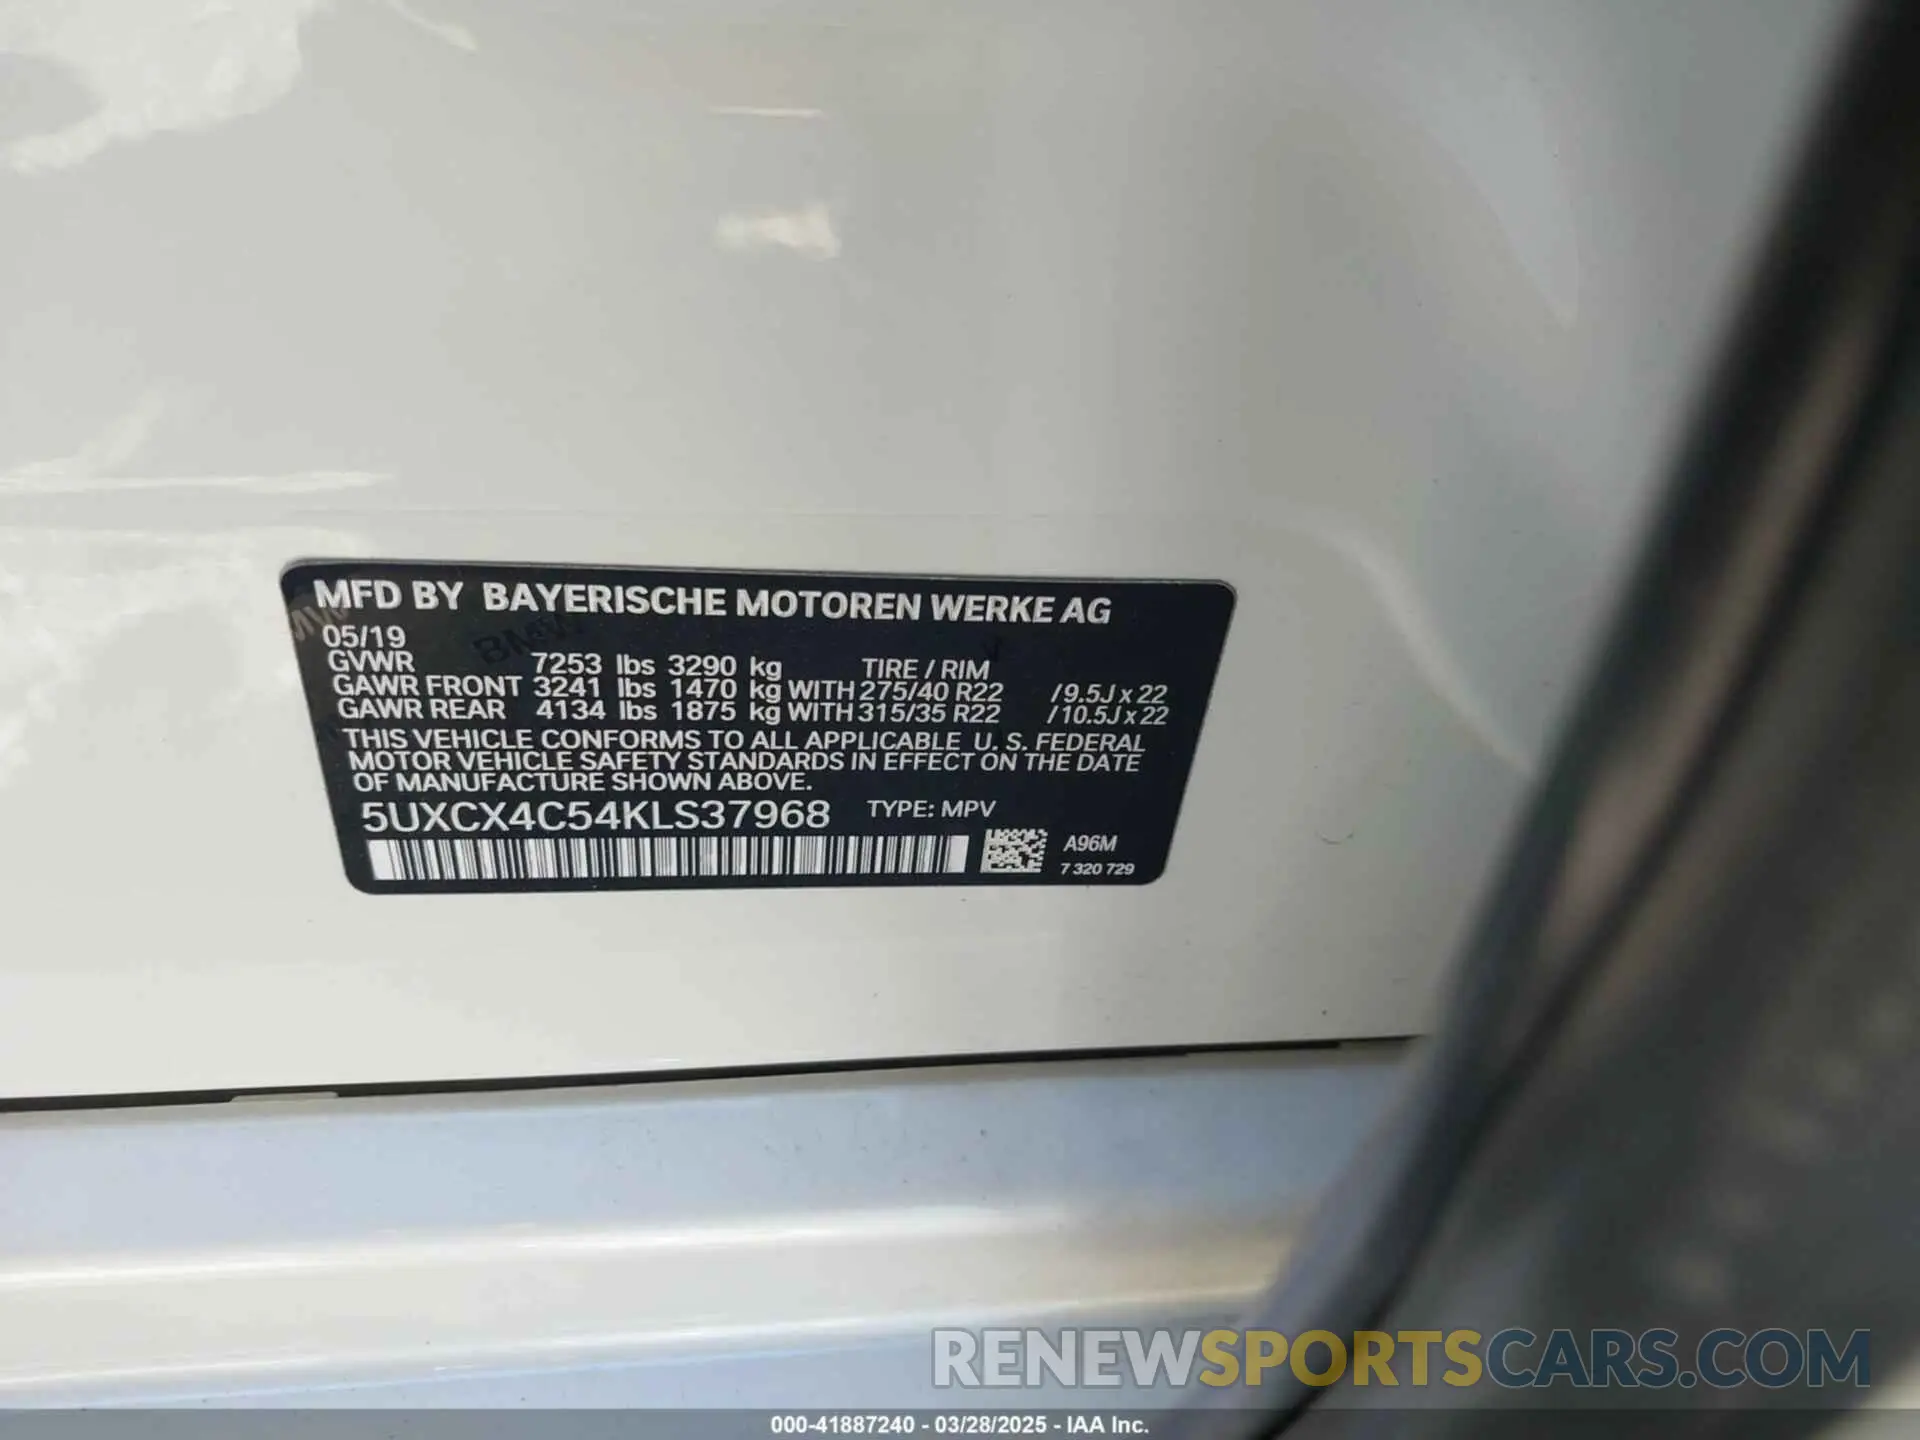 MFD BY BAYERISCHE MOTOREN WERKE AG
05/19
GVWR 7253 lbs 3290 kg TIRE / RIM
GAWR FRONT 3241 lbs 1470 kg WITH 275/40 R22 / 9.5J x 22
GAWR REAR 4134 lbs 1875 kg WITH 315/35 R22 / 10.5J x 22
THIS VEHICLE CONFORMS TO ALL APPLICABLE U. S. FEDERAL
MOTOR VEHICLE SAFETY STANDARDS IN EFFECT ON THE DATE
OF MANUFACTURE SHOWN ABOVE.
5UXCX4C54KLS37968 TYPE: MPV
A96M
7 320 729
RENEWSPORTSCARS.COM
000-41887240 - 03/28/2025 - IAA Inc.